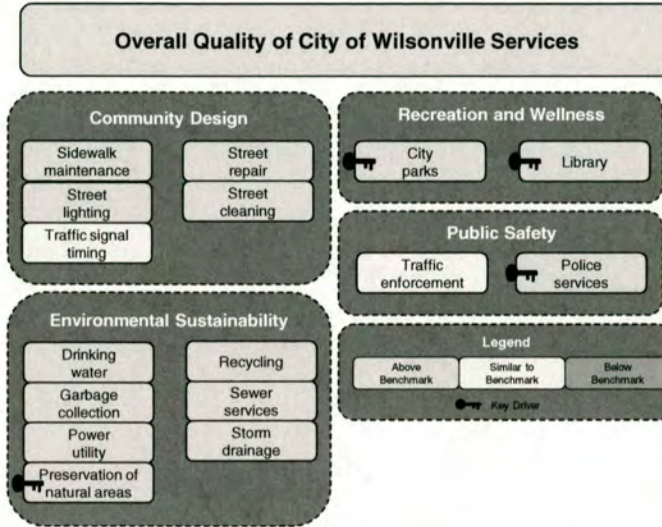 Overall Quality of City of Wilsonville Services
Community Design
Sidewalk
maintenance
Street
lighting
Traffic signal
timing
Street
repair
Street
cleaning
Recreation and Wellness
City
parks
Library
Public Safety
Traffic
enforcement
Police
services
Environmental Sustainability
Drinking
water
Garbage
collection
Power
utility
Preservation of
natural areas
Recycling
Sewer
services
Storm
drainage
Legend
Above
Benchmark
Similar to
Benchmark
Below
Benchmark
Key Driver